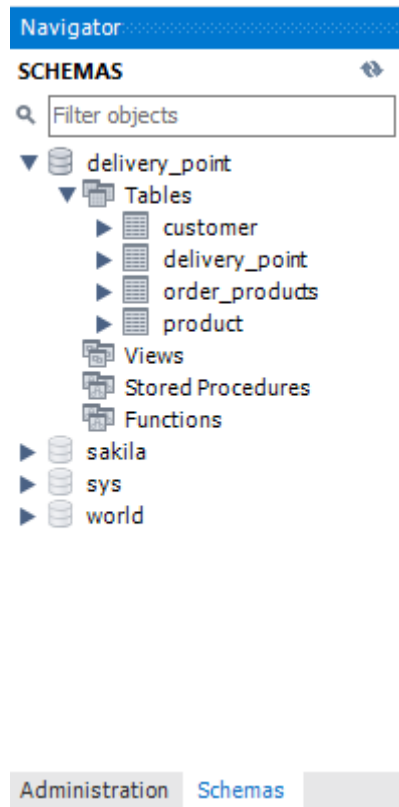 Navigator
SCHEMAS
Filter objects
delivery_point
Tables
customer
delivery_point
order_products
product
Views
Stored Procedures
Functions
sakila
sys
world
Administration Schemas